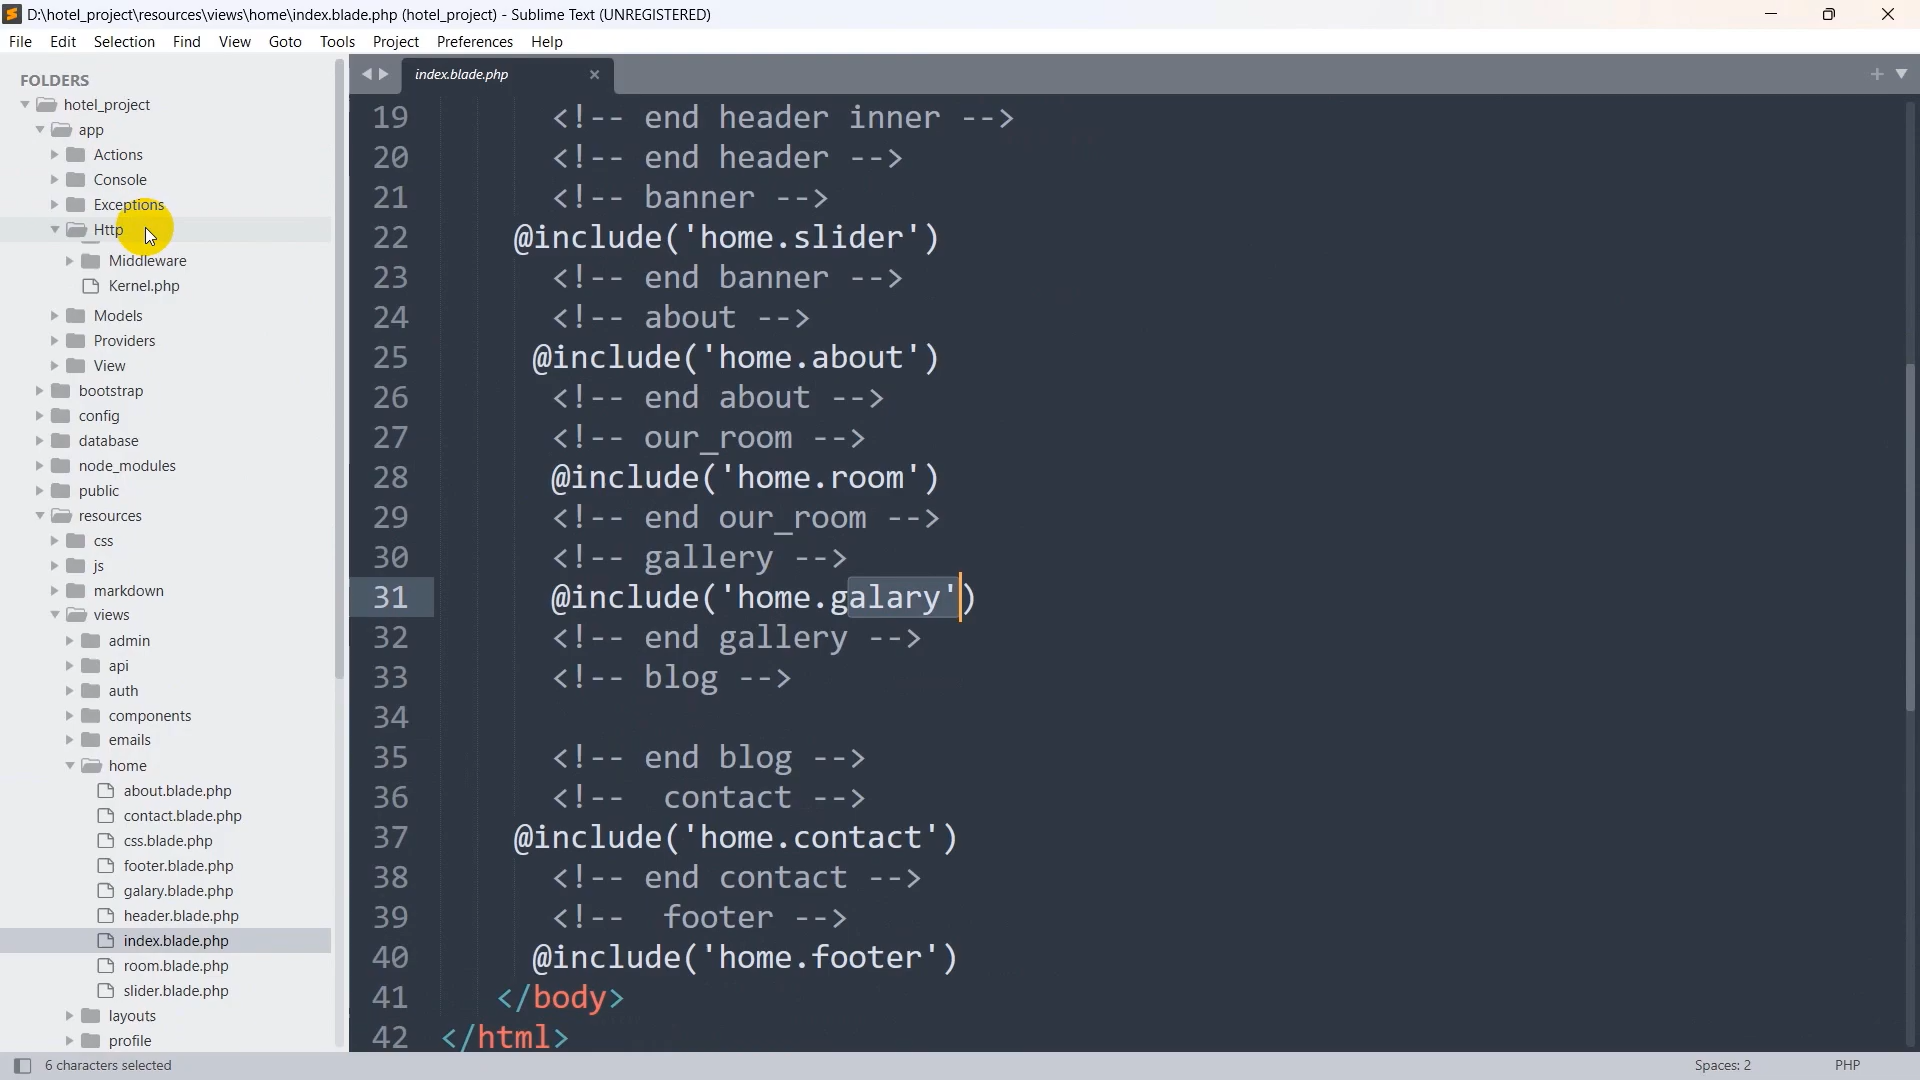 D:\hotel_project\resources\views\home\index.blade.php (hotel_project) - Sublime Text (UNREGISTERED)
File Edit Selection Find View Goto Tools Project Preferences Help
FOLDERS
hotel_project
app
Actions
Console
Exceptions
Http
Middleware
Kernel.php
Models
Providers
View
bootstrap
config
database
node_modules
public
resources
css
js
markdown
views
admin
api
auth
components
emails
home
about.blade.php
contact.blade.php
css.blade.php
footer.blade.php
galary.blade.php
header.blade.php
index.blade.php
room.blade.php
slider.blade.php
layouts
profile
index.blade.php
19 <!-- end header inner -->
20 <!-- end header -->
21 <!-- banner -->
22 @include('home.slider')
23 <!-- end banner -->
24 <!-- about -->
25 @include('home.about')
26 <!-- end about -->
27 <!-- our_room -->
28 @include('home.room')
29 <!-- end our_room -->
30 <!-- gallery -->
31 @include('home.galary')
32 <!-- end gallery -->
33 <!-- blog -->
34
35 <!-- end blog -->
36 <!--  contact -->
37 @include('home.contact')
38 <!-- end contact -->
39 <!--  footer -->
40 @include('home.footer')
41 </body>
42 </html>
6 characters selected
Spaces: 2
PHP